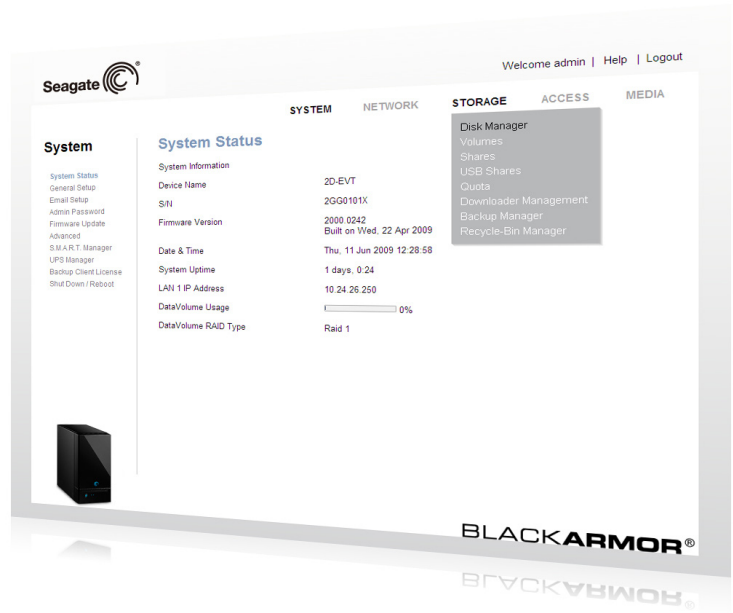 Seagate®
Welcome admin | Help | Logout
SYSTEM NETWORK STORAGE ACCESS MEDIA
Disk Manager
Volumes
Shares
USB Shares
Quota
Downloader Management
Backup Manager
Recycle-Bin Manager
System
System Status
General Setup
Email Setup
Admin Password
Firmware Update
Advanced
S.M.A.R.T. Manager
UPS Manager
Backup Client License
Shut Down / Reboot
System Status
System Information
Device Name 2D-EVT
S/N 2GG0101X
Firmware Version 2000.0242
Built on Wed, 22 Apr 2009
Date & Time Thu, 11 Jun 2009 12:28:58
System Uptime 1 days, 0:24
LAN 1 IP Address 10.24.26.250
DataVolume Usage 0%
DataVolume RAID Type Raid 1
BLACKARMOR®